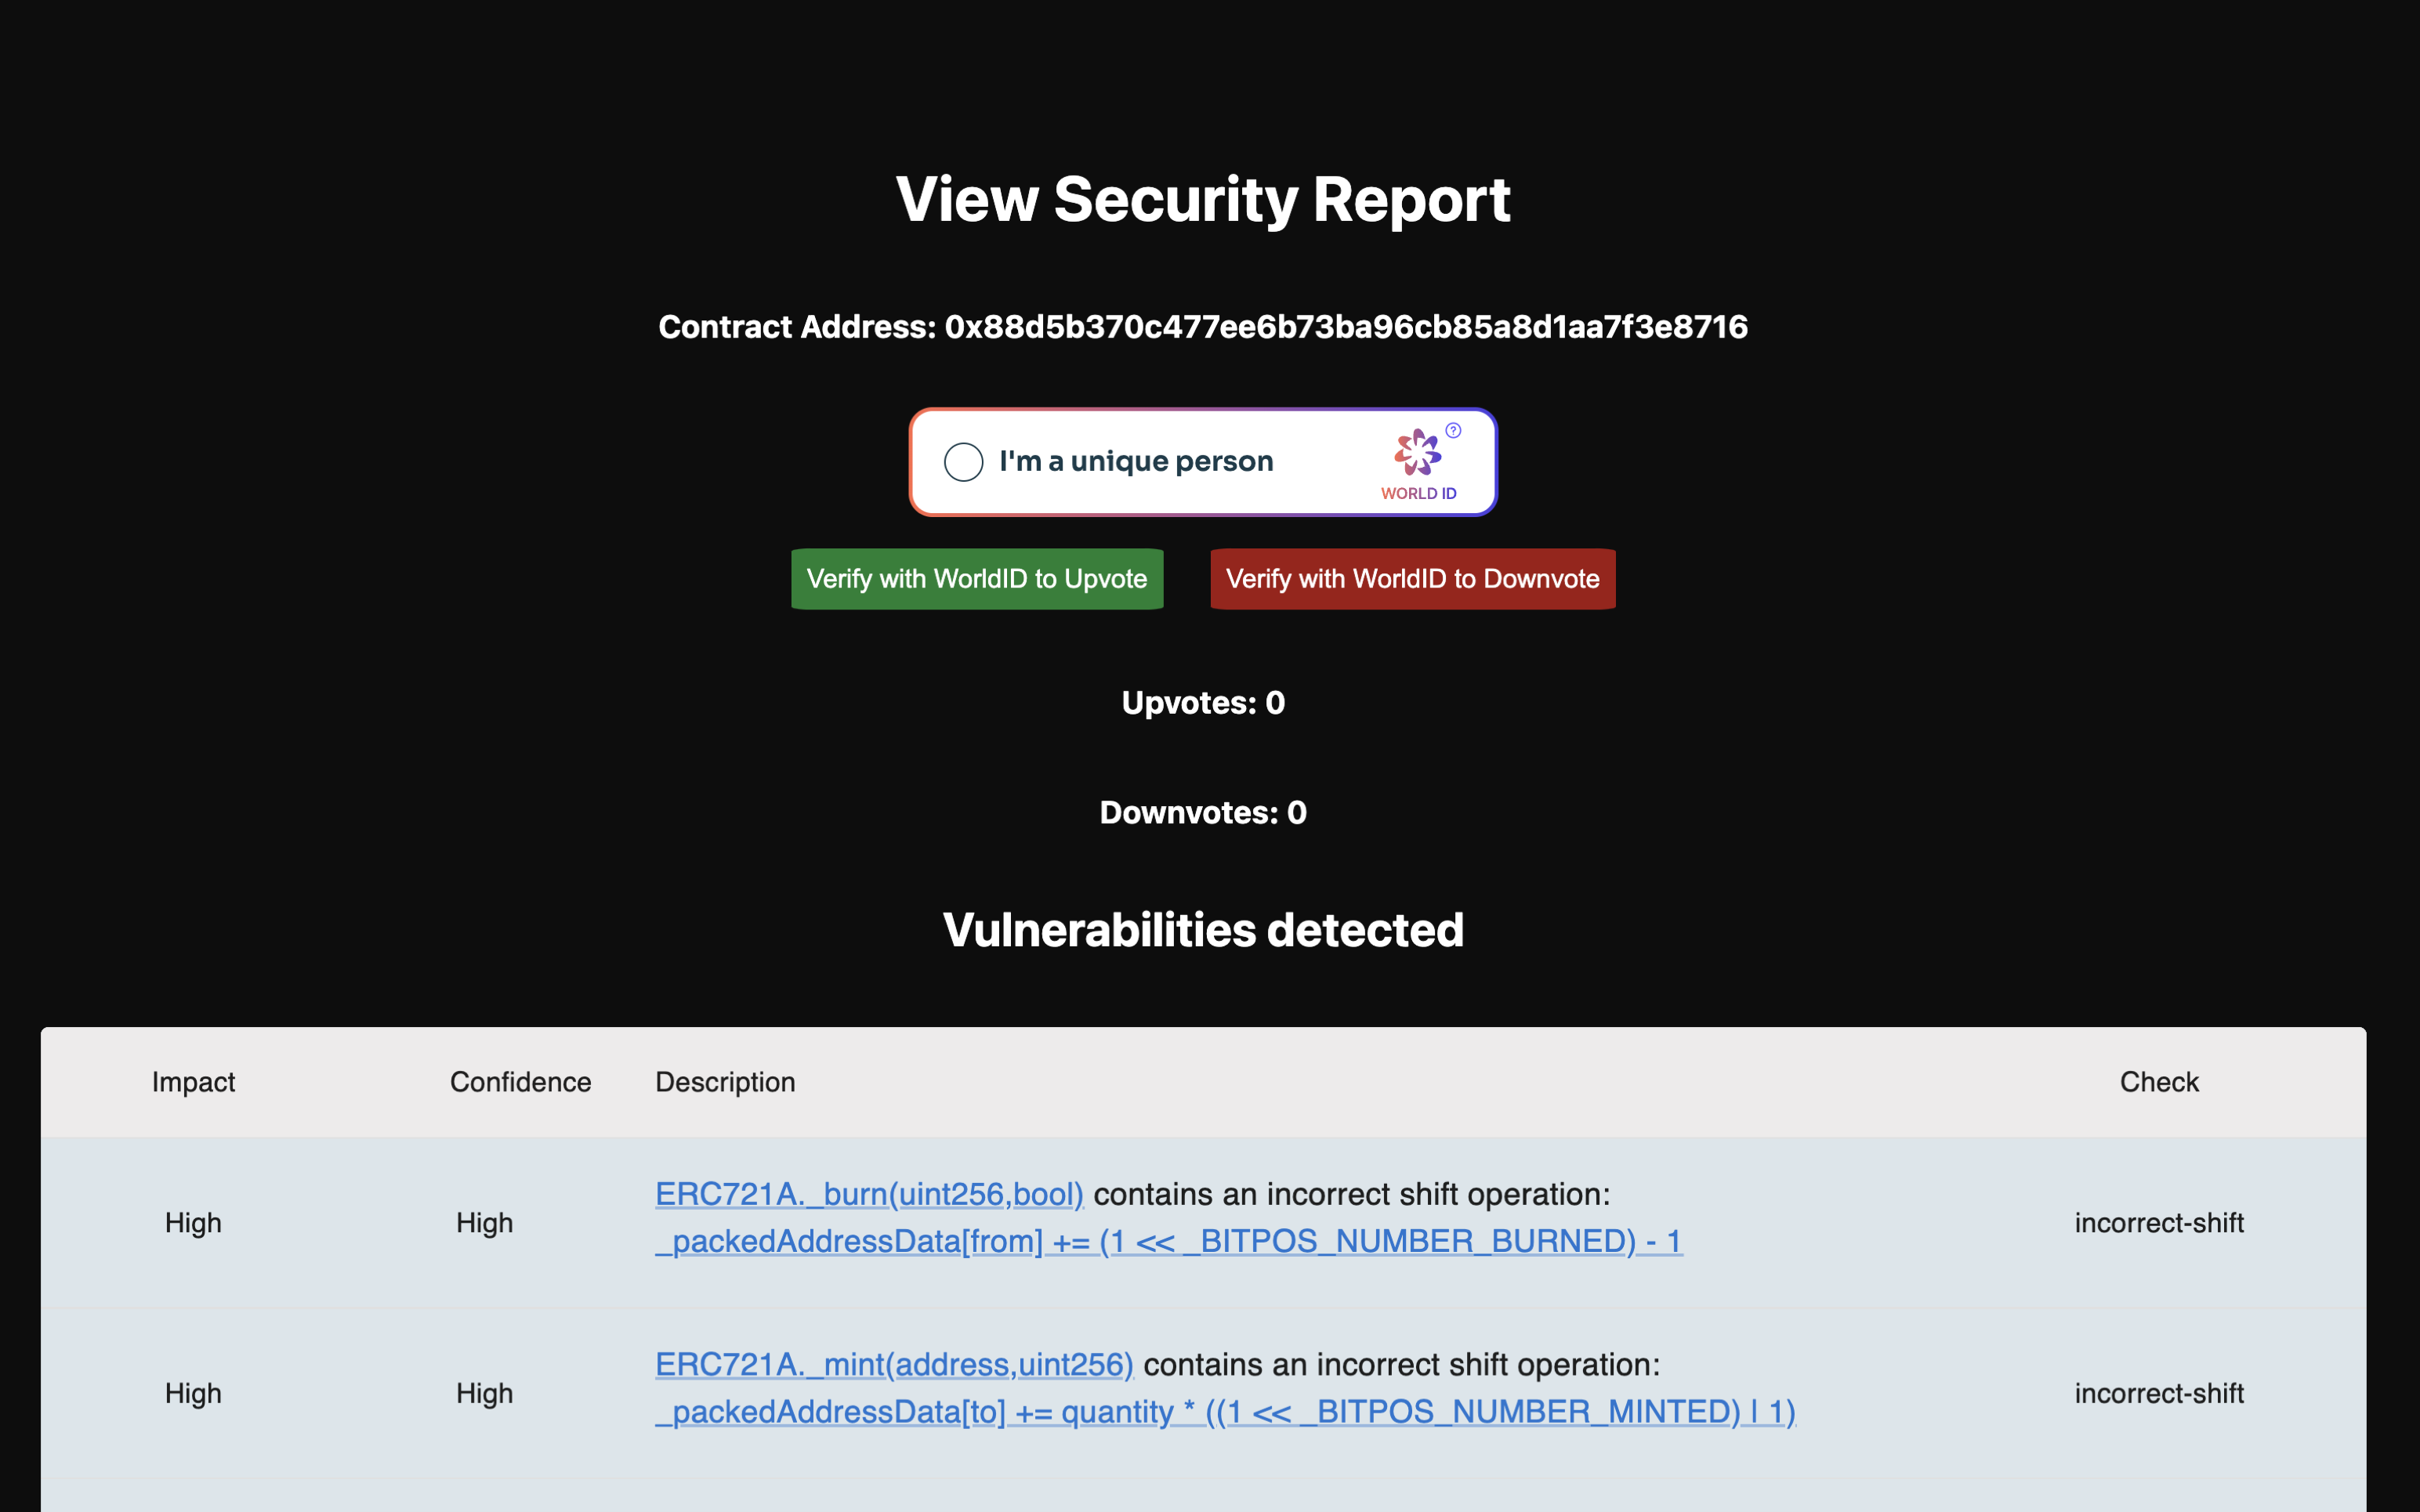 View Security Report
Contract Address: 0x88d5b370c477ee6b73ba96cb85a8d1aa7f3e8716
I'm a unique person
?
WORLD ID
Verify with WorldID to Upvote
Verify with WorldID to Downvote
Upvotes: 0
Downvotes: 0
Vulnerabilities detected
Impact Confidence Description Check
High High ERC721A._burn(uint256,bool) contains an incorrect shift operation: incorrect-shift
_packedAddressData[from] += (1 << _BITPOS_NUMBER_BURNED) - 1
High High ERC721A._mint(address,uint256) contains an incorrect shift operation: incorrect-shift
_packedAddressData[to] += quantity * ((1 << _BITPOS_NUMBER_MINTED) | 1)